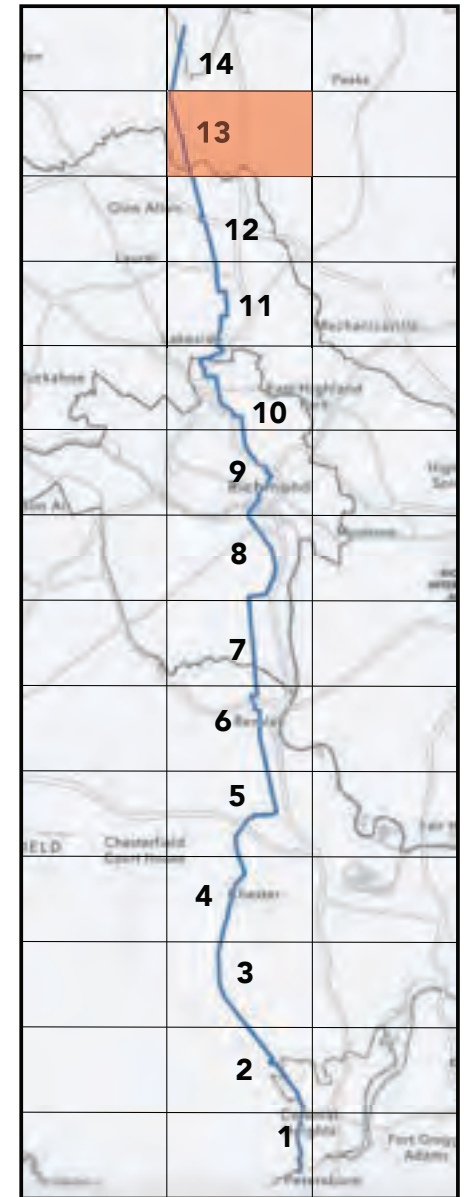 14
Peaks
13
Glen Allen
12
Laurel
11
Mechanicsville
Lakeside
Tuckahoe
East Highland
Park
10
9
Richmond
8
7
6
5
Chesterfield
Court House
4
Chester
3
2
Colonial
Heights
1
Fort Gregg
Adams
Petersburg